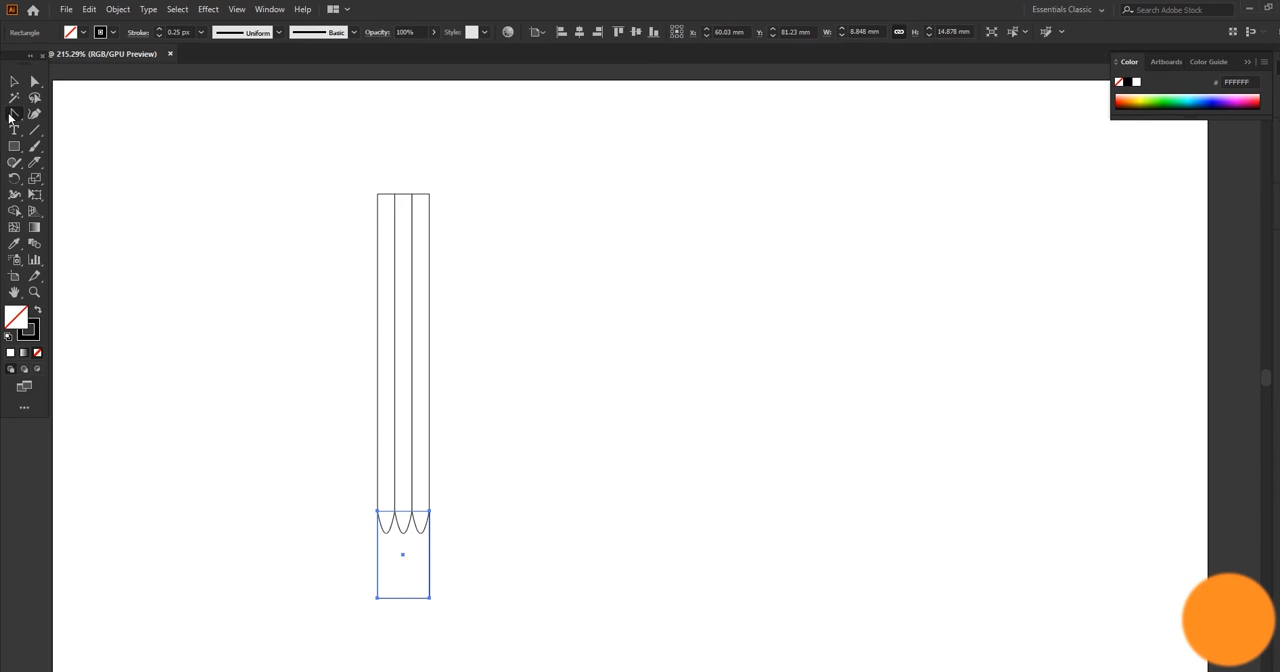 Ai File Edit Object Type Select Effect View Window Help Essentials Classic Search Adobe Stock
Rectangle Stroke: 0.25 px Uniform Basic Opacity: 100% Style: X: 60.03 mm Y: 81.23 mm W: 8.848 mm H: 14.878 mm
@ 215.29% (RGB/GPU Preview) ×
Color Artboards Color Guide
# FFFFFF